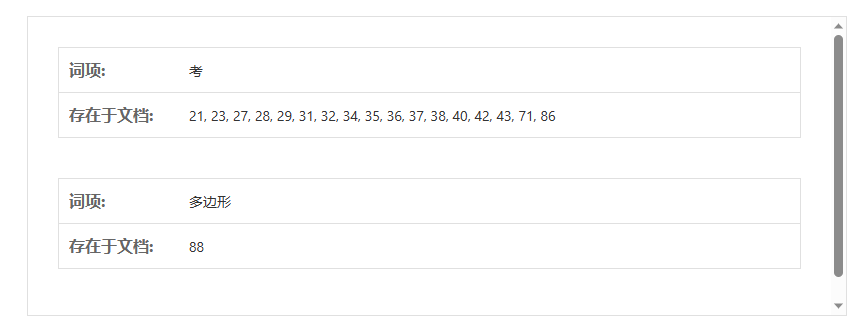 词项: 考
存在于文档: 21, 23, 27, 28, 29, 31, 32, 34, 35, 36, 37, 38, 40, 42, 43, 71, 86
词项: 多边形
存在于文档: 88